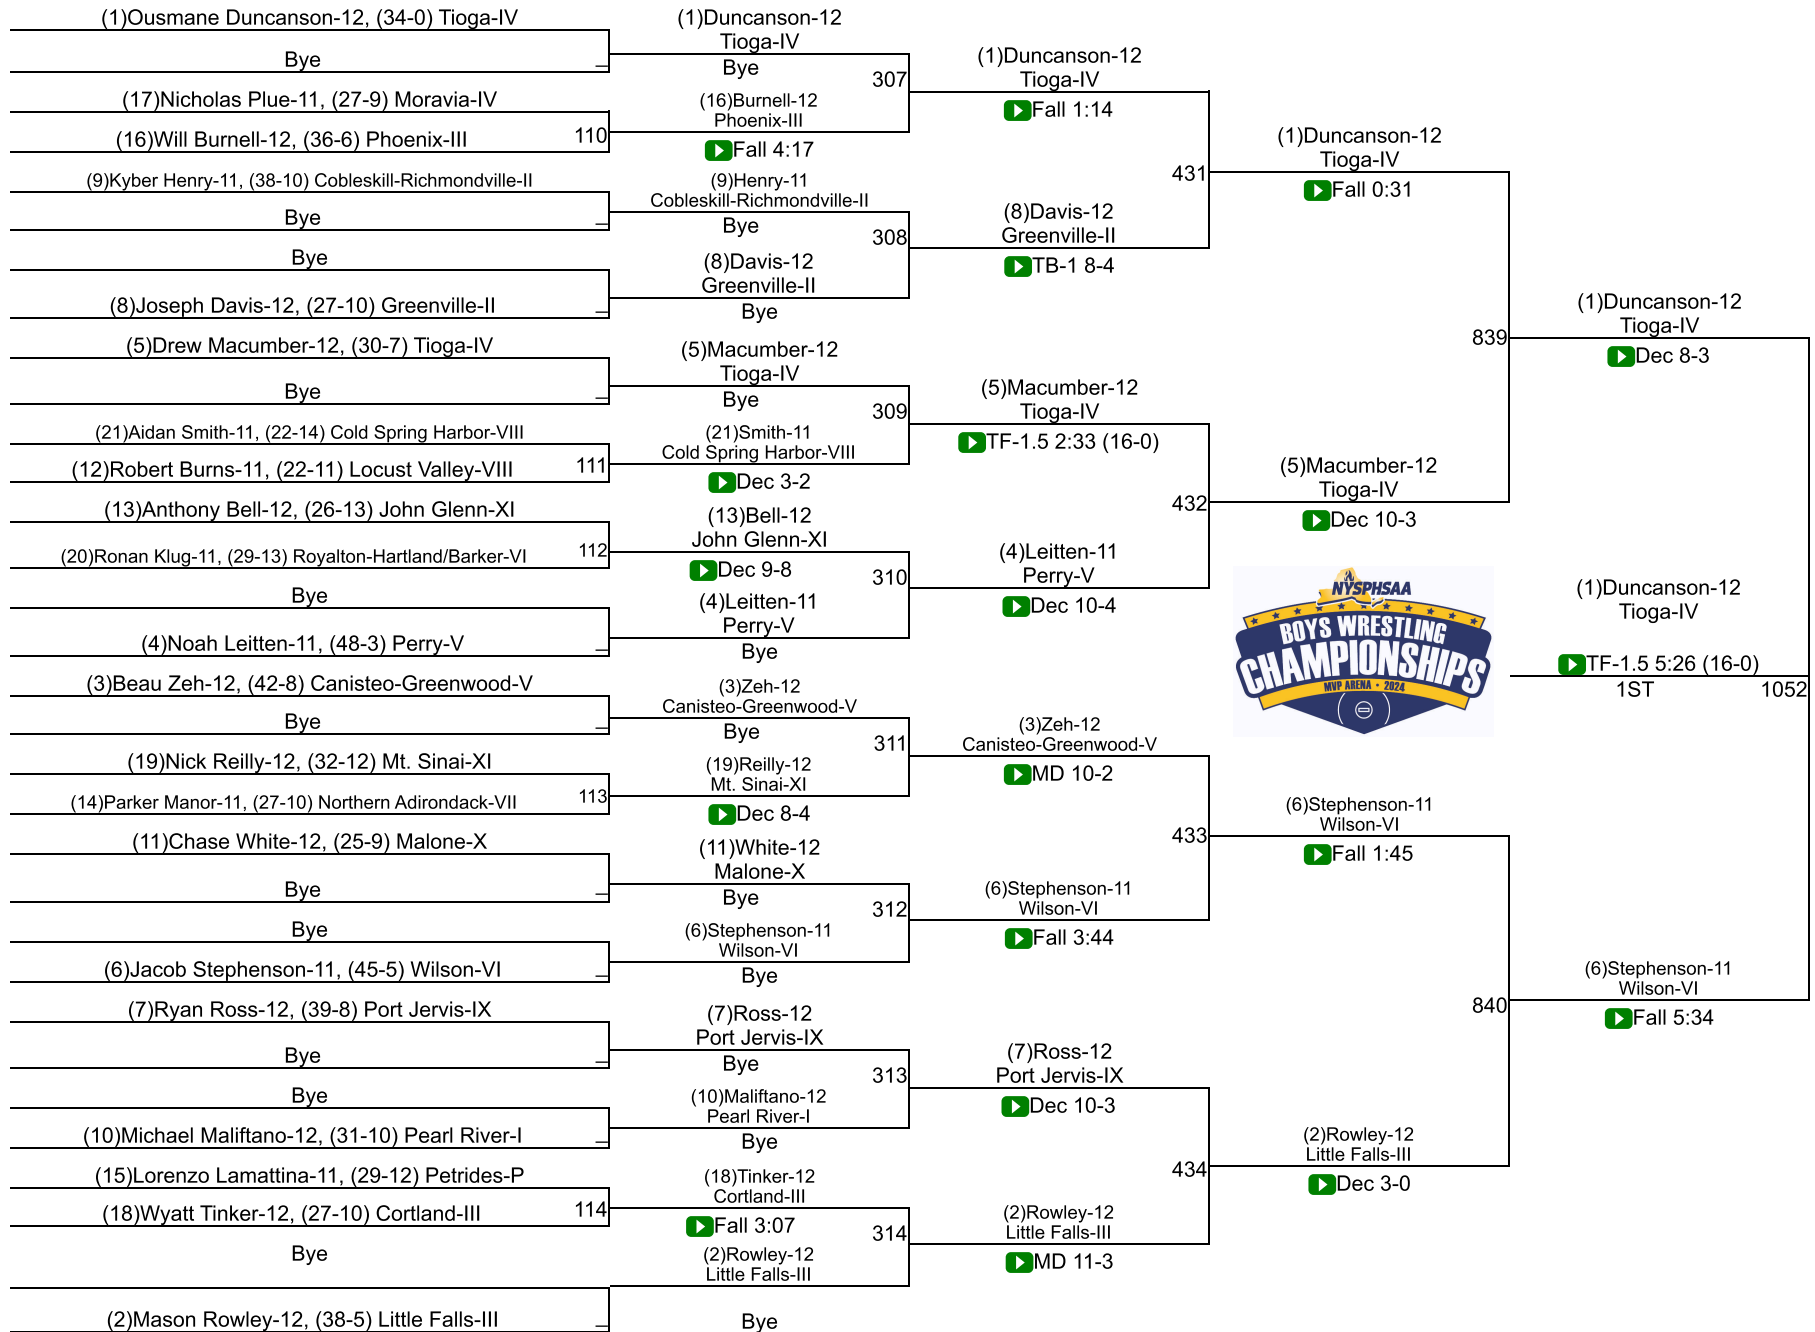 (1)Ousmane Duncanson-12, (34-0) Tioga-IV
Bye
(17)Nicholas Plue-11, (27-9) Moravia-IV
(16)Will Burnell-12, (36-6) Phoenix-III
110
(9)Kyber Henry-11, (38-10) Cobleskill-Richmondville-II
Bye
Bye
(8)Joseph Davis-12, (27-10) Greenville-II
(5)Drew Macumber-12, (30-7) Tioga-IV
Bye
(21)Aidan Smith-11, (22-14) Cold Spring Harbor-VIII
(12)Robert Burns-11, (22-11) Locust Valley-VIII
111
(13)Anthony Bell-12, (26-13) John Glenn-XI
(20)Ronan Klug-11, (29-13) Royalton-Hartland/Barker-VI
112
Bye
(4)Noah Leitten-11, (48-3) Perry-V
(3)Beau Zeh-12, (42-8) Canisteo-Greenwood-V
Bye
(19)Nick Reilly-12, (32-12) Mt. Sinai-XI
(14)Parker Manor-11, (27-10) Northern Adirondack-VII
113
(11)Chase White-12, (25-9) Malone-X
Bye
Bye
(6)Jacob Stephenson-11, (45-5) Wilson-VI
(7)Ryan Ross-12, (39-8) Port Jervis-IX
Bye
Bye
(10)Michael Maliftano-12, (31-10) Pearl River-I
(15)Lorenzo Lamattina-11, (29-12) Petrides-P
(18)Wyatt Tinker-12, (27-10) Cortland-III
114
Bye
(2)Mason Rowley-12, (38-5) Little Falls-III
(1)Duncanson-12
Tioga-IV
Bye
307
(16)Burnell-12
Phoenix-III
Fall 4:17
(9)Henry-11
Cobleskill-Richmondville-II
Bye
308
(8)Davis-12
Greenville-II
Bye
(5)Macumber-12
Tioga-IV
Bye
309
(21)Smith-11
Cold Spring Harbor-VIII
Dec 3-2
(13)Bell-12
John Glenn-XI
Dec 9-8
310
(4)Leitten-11
Perry-V
Bye
(3)Zeh-12
Canisteo-Greenwood-V
Bye
311
(19)Reilly-12
Mt. Sinai-XI
Dec 8-4
(11)White-12
Malone-X
Bye
312
(6)Stephenson-11
Wilson-VI
Bye
(7)Ross-12
Port Jervis-IX
Bye
313
(10)Maliftano-12
Pearl River-I
Bye
(18)Tinker-12
Cortland-III
Fall 3:07
314
(2)Rowley-12
Little Falls-III
Bye
(1)Duncanson-12
Tioga-IV
Fall 1:14
431
(8)Davis-12
Greenville-II
TB-1 8-4
(5)Macumber-12
Tioga-IV
TF-1.5 2:33 (16-0)
432
(4)Leitten-11
Perry-V
Dec 10-4
(3)Zeh-12
Canisteo-Greenwood-V
MD 10-2
433
(6)Stephenson-11
Wilson-VI
Fall 3:44
(7)Ross-12
Port Jervis-IX
Dec 10-3
434
(2)Rowley-12
Little Falls-III
MD 11-3
(1)Duncanson-12
Tioga-IV
Fall 0:31
839
(5)Macumber-12
Tioga-IV
Dec 10-3
NYSPHSAA
BOYS WRESTLING
CHAMPIONSHIPS
MVP ARENA • 2024
(6)Stephenson-11
Wilson-VI
Fall 1:45
840
(2)Rowley-12
Little Falls-III
Dec 3-0
(1)Duncanson-12
Tioga-IV
Dec 8-3
(1)Duncanson-12
Tioga-IV
TF-1.5 5:26 (16-0)
1ST
1052
(6)Stephenson-11
Wilson-VI
Fall 5:34